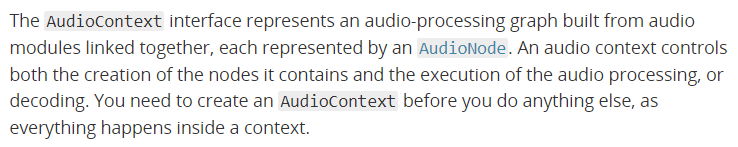 The AudioContext interface represents an audio-processing graph built from audio
modules linked together, each represented by an AudioNode. An audio context controls
both the creation of the nodes it contains and the execution of the audio processing, or
decoding. You need to create an AudioContext before you do anything else, as
everything happens inside a context.